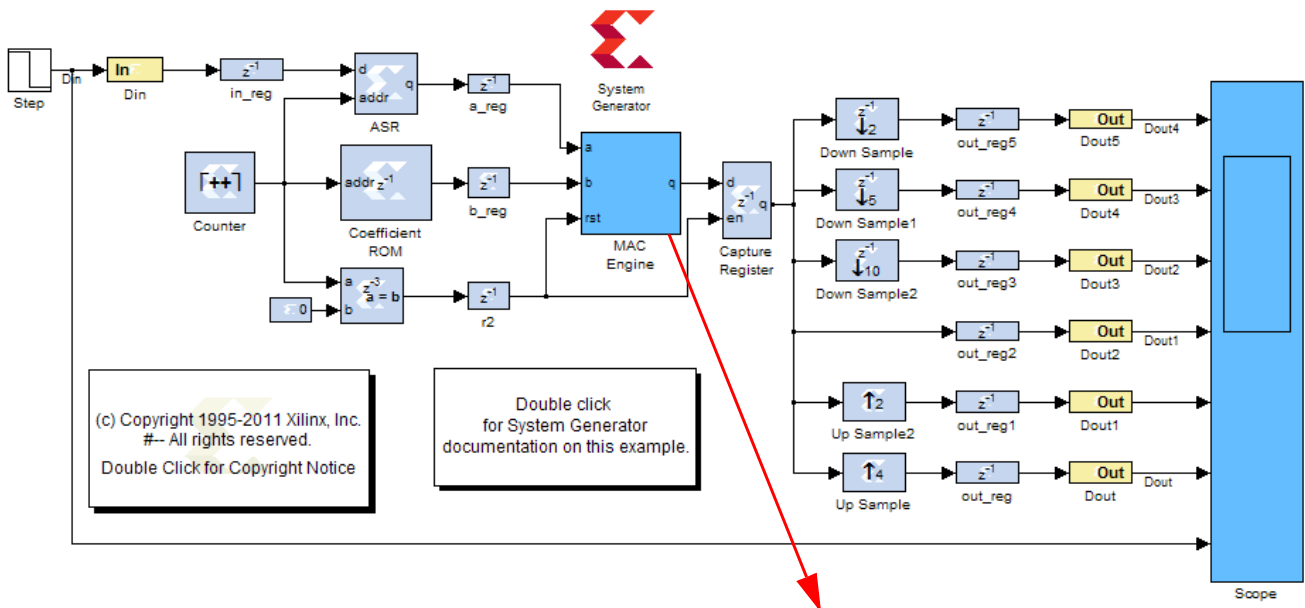 Step
Din
In
Din
z-1
in_reg
d
addr
q
ASR
z-1
a_reg
System
Generator
++
Counter
addr z-1
Coefficient
ROM
z-1
b_reg
a
b
z-3
a = b
0
z-1
r2
a
b
rst
q
MAC
Engine
d
en
z-1 q
Capture
Register
z-1
↓2
Down Sample
z-1
out_reg5
Out
Dout5
Dout4
z-1
↓5
Down Sample1
z-1
out_reg4
Out
Dout4
Dout3
z-1
↓10
Down Sample2
z-1
out_reg3
Out
Dout3
Dout2
z-1
out_reg2
Out
Dout2
Dout1
↑2
Up Sample2
z-1
out_reg1
Out
Dout1
↑4
Up Sample
z-1
out_reg
Out
Dout
Dout
Scope
(c) Copyright 1995-2011 Xilinx, Inc.
#-- All rights reserved.
Double Click for Copyright Notice
Double click
for System Generator
documentation on this example.